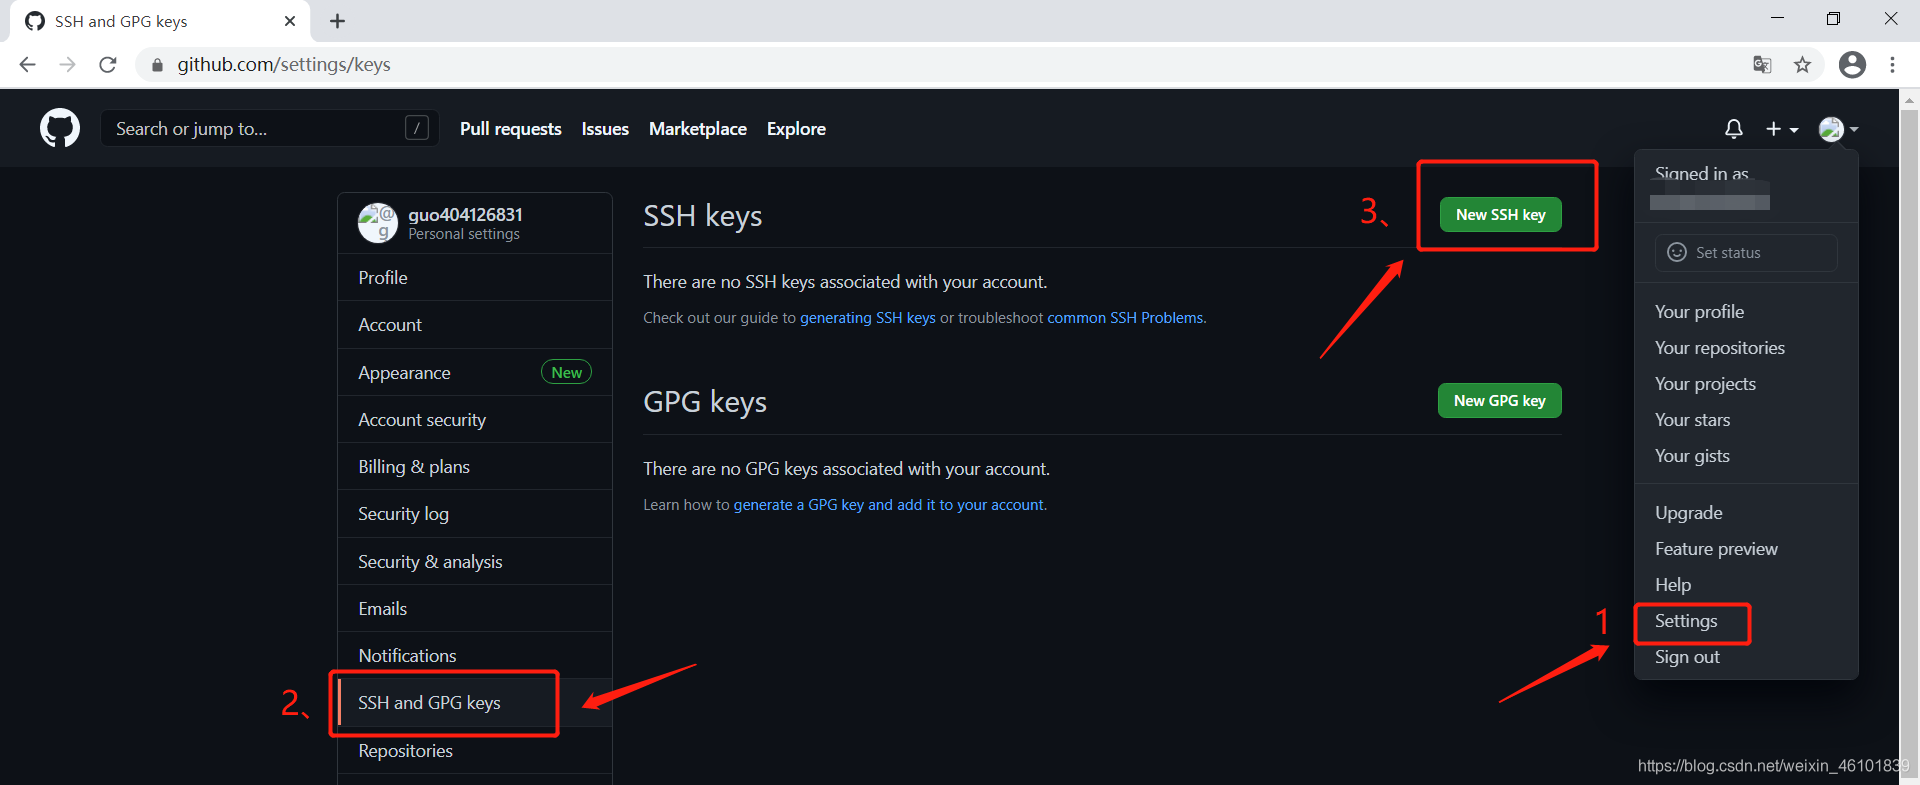 SSH and GPG keys
github.com/settings/keys
Search or jump to...
/
Pull requests
Issues
Marketplace
Explore
guo404126831
Personal settings
Profile
Account
Appearance
New
Account security
Billing & plans
Security log
Security & analysis
Emails
Notifications
2、
SSH and GPG keys
Repositories
SSH keys
3、
New SSH key
There are no SSH keys associated with your account.
Check out our guide to generating SSH keys or troubleshoot common SSH Problems.
GPG keys
New GPG key
There are no GPG keys associated with your account.
Learn how to generate a GPG key and add it to your account.
Signed in as
Set status
Your profile
Your repositories
Your projects
Your stars
Your gists
Upgrade
Feature preview
Help
1
Settings
Sign out
https://blog.csdn.net/weixin_46101839